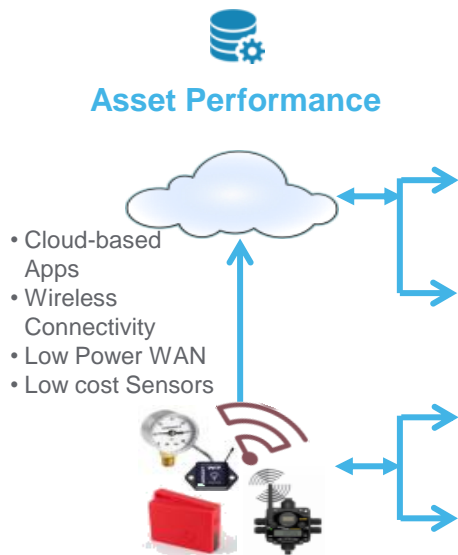 Asset Performance
• Cloud-based
Apps
• Wireless
Connectivity
• Low Power WAN
• Low cost Sensors